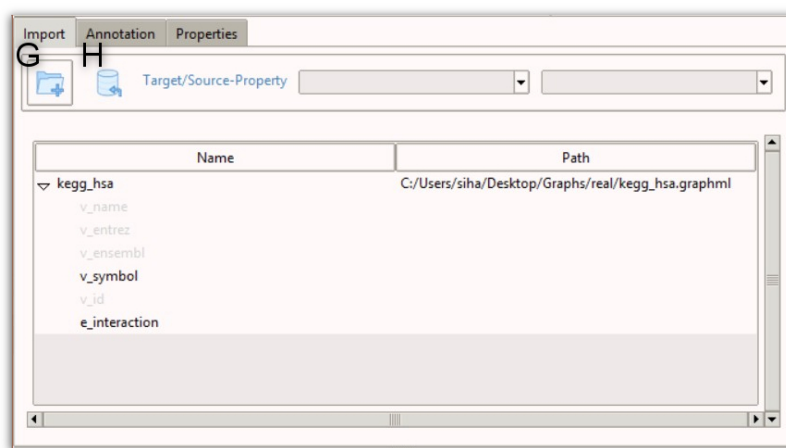 Import Annotation Properties
G H
Target/Source-Property
Name Path
kegg_hsa C:/Users/siha/Desktop/Graphs/real/kegg_hsa.graphml
v_name
v_entrez
v_ensembl
v_symbol
v_id
e_interaction